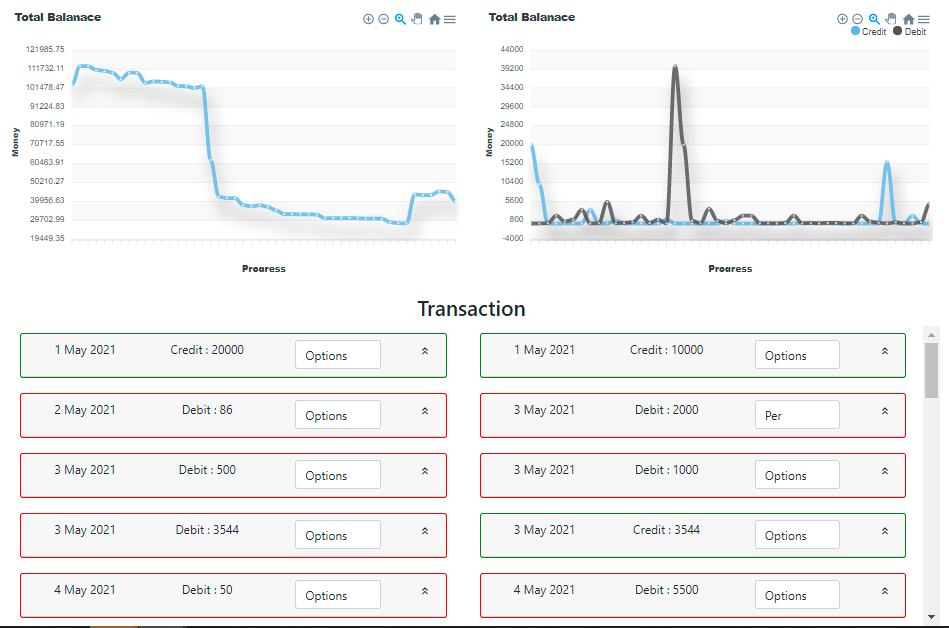 Total Balanace
121985.75
111732.11
101478.47
91224.83
80971.19
70717.55
60463.91
50210.27
39956.63
29702.99
19449.35
Money
Progress
Total Balanace
Credit Debit
44000
39200
34400
29600
24800
20000
15200
10400
5600
800
-4000
Money
Progress
Transaction
1 May 2021 Credit : 20000 Options
1 May 2021 Credit : 10000 Options
2 May 2021 Debit : 86 Options
3 May 2021 Debit : 2000 Per
3 May 2021 Debit : 500 Options
3 May 2021 Debit : 1000 Options
3 May 2021 Debit : 3544 Options
3 May 2021 Credit : 3544 Options
4 May 2021 Debit : 50 Options
4 May 2021 Debit : 5500 Options